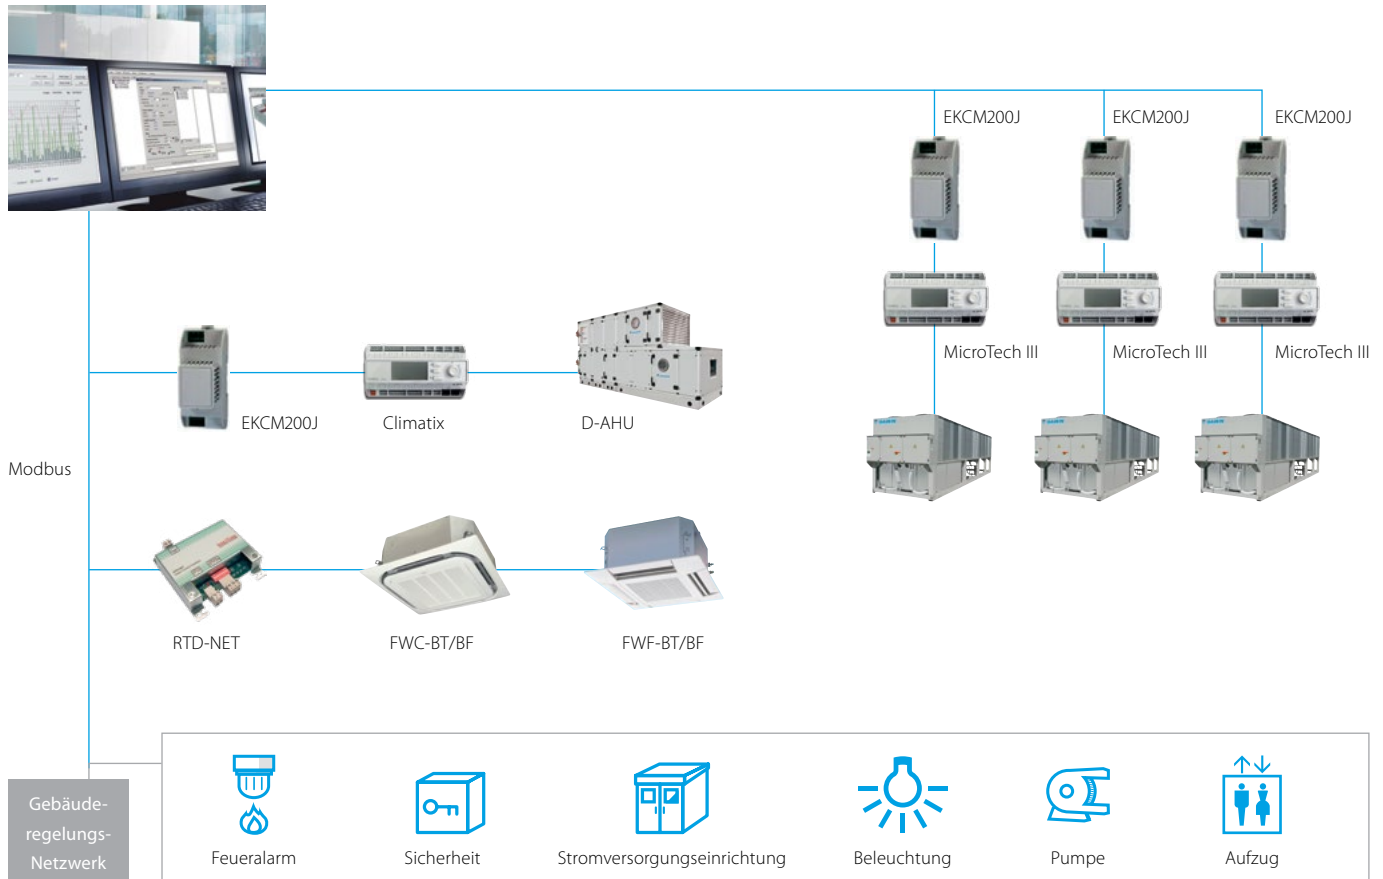 EKCM200J
EKCM200J
EKCM200J
MicroTech III
MicroTech III
MicroTech III
EKCM200J
Climatix
D-AHU
Modbus
RTD-NET
FWC-BT/BF
FWF-BT/BF
Gebäude-
regelungs-
Netzwerk
Feueralarm
Sicherheit
Stromversorgungseinrichtung
Beleuchtung
Pumpe
Aufzug